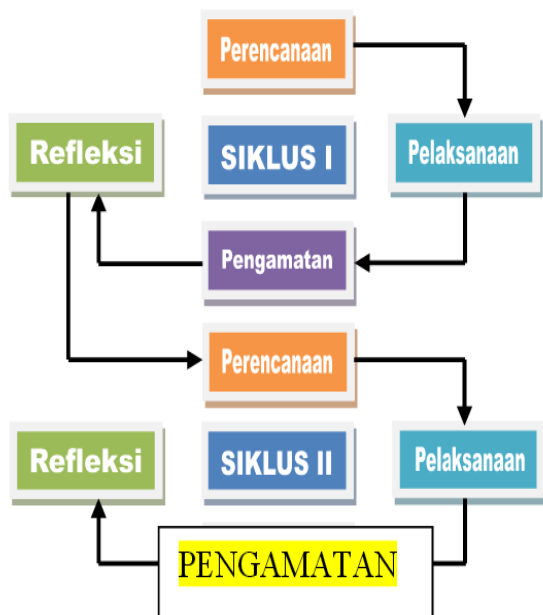 Perencanaan
Refleksi
SIKLUS I
Pelaksanaan
Pengamatan
Perencanaan
Refleksi
SIKLUS II
Pelaksanaan
PENGAMATAN